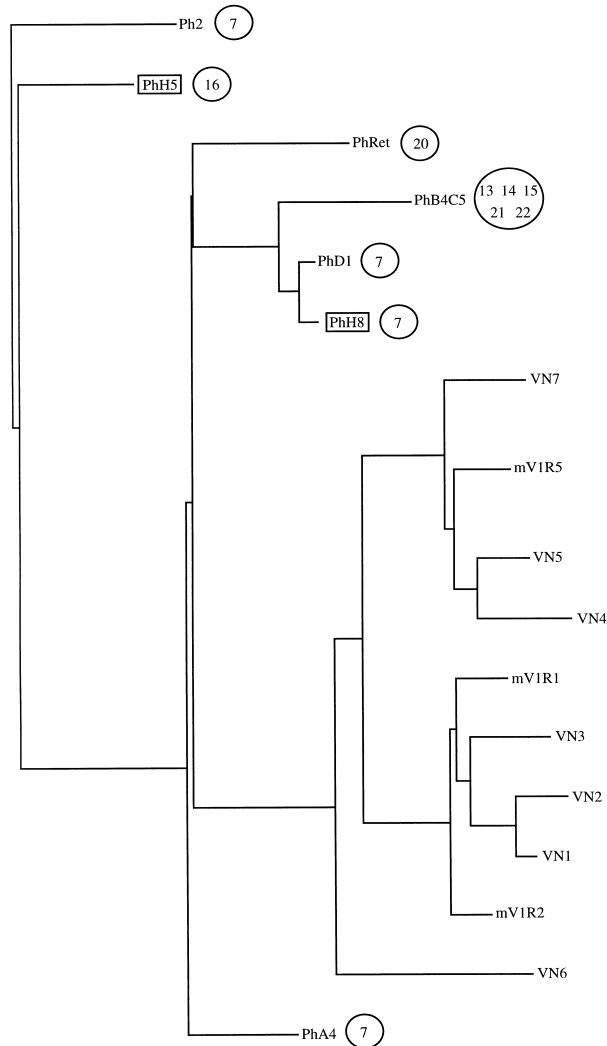 Ph2 7
PhH5 16
PhRet 20
PhB4C5 13 14 15
21 22
PhD1 7
PhH8 7
VN7
mV1R5
VN5
VN4
mV1R1
VN3
VN2
VN1
mV1R2
VN6
PhA4 7